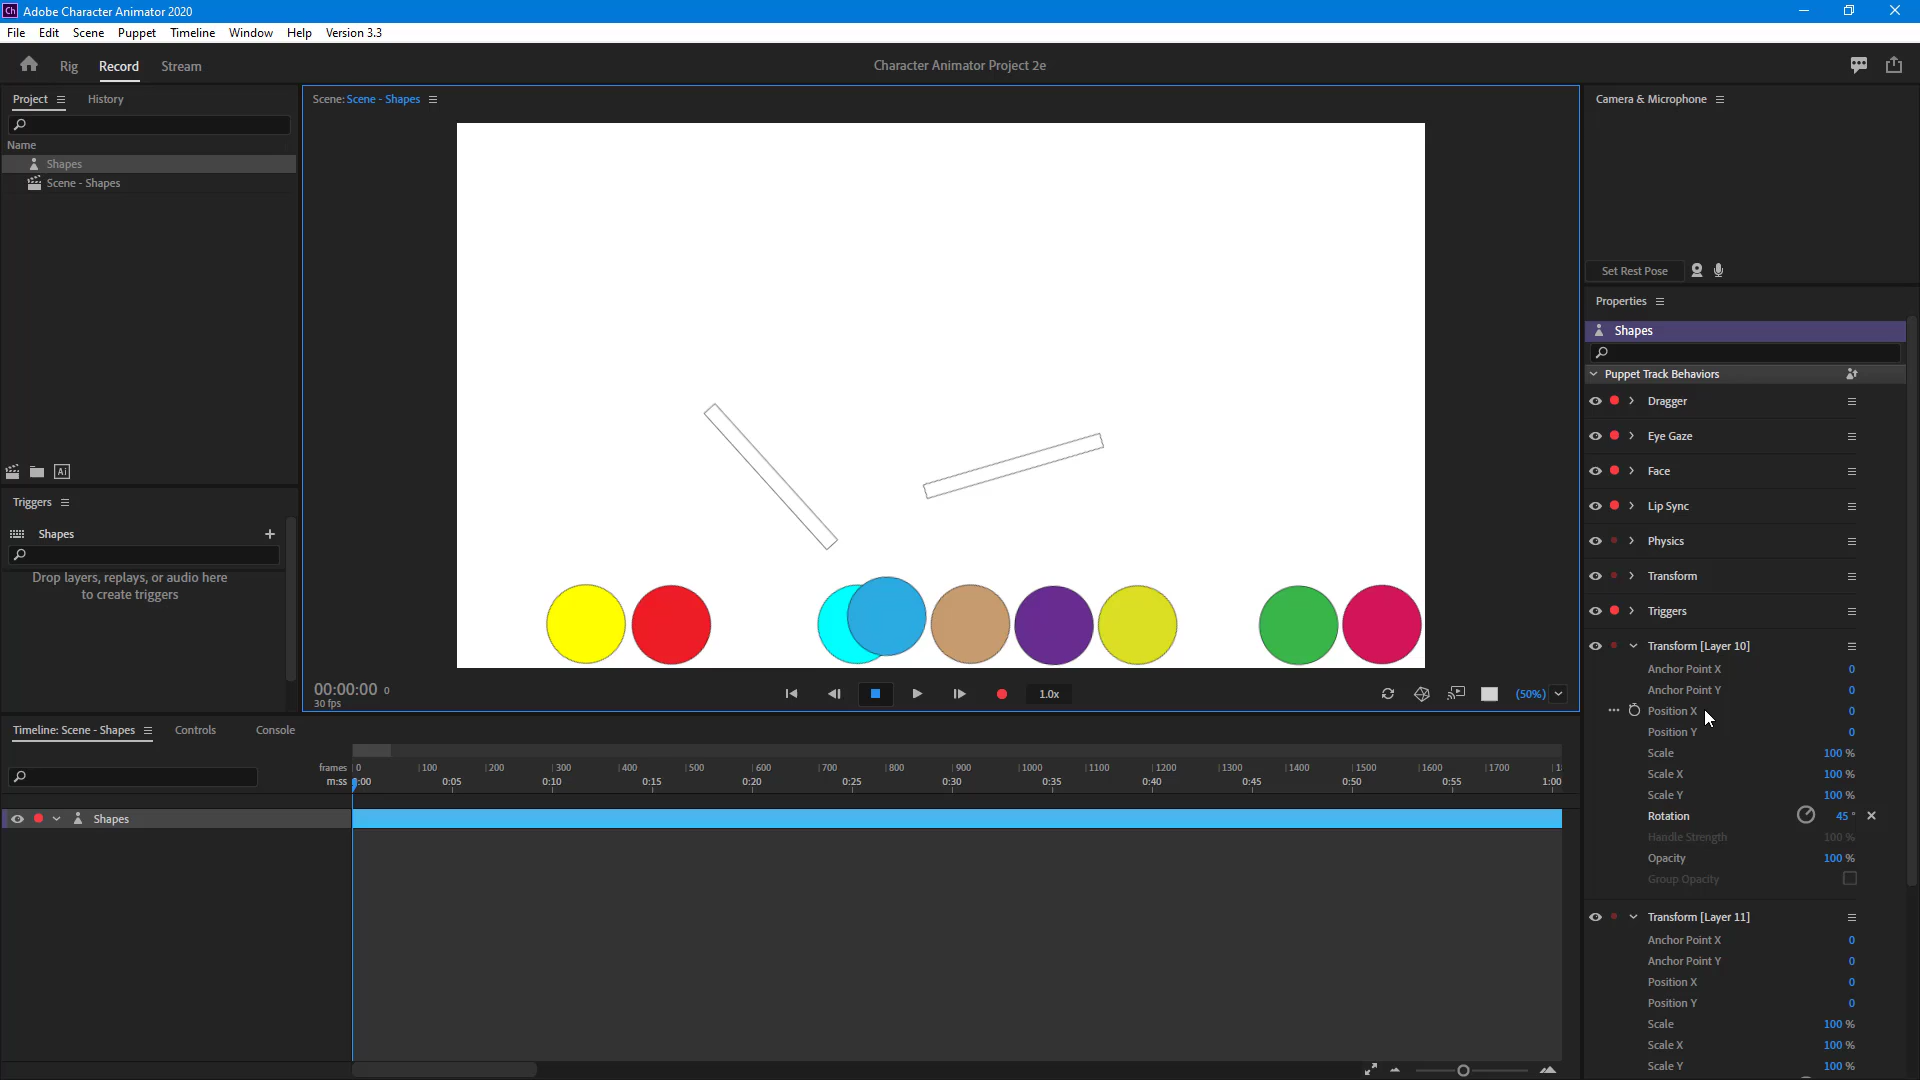 Ch Adobe Character Animator 2020
File Edit Scene Puppet Timeline Window Help Version 3.3
Rig Record Stream
Character Animator Project 2e
Project History
Name
Shapes
Scene - Shapes
Ai
Triggers
Shapes
Drop layers, replays, or audio here
to create triggers
Scene: Scene - Shapes
00:00:00 0
30 fps
1.0x
(50%)
Camera & Microphone
Set Rest Pose
Properties
Shapes
Puppet Track Behaviors
Dragger
Eye Gaze
Face
Lip Sync
Physics
Transform
Triggers
Transform [Layer 10]
Anchor Point X 0
Anchor Point Y 0
Position X 0
Position Y 0
Scale 100 %
Scale X 100 %
Scale Y 100 %
Rotation 45 °
Handle Strength 100 %
Opacity 100 %
Group Opacity
Transform [Layer 11]
Anchor Point X 0
Anchor Point Y 0
Position X 0
Position Y 0
Scale 100 %
Scale X 100 %
Scale Y 100 %
Timeline: Scene - Shapes Controls Console
frames 0 100 200 300 400 500 600 700 800 900 1000 1100 1200 1300 1400 1500 1600 1700
m:ss :00 0:05 0:10 0:15 0:20 0:25 0:30 0:35 0:40 0:45 0:50 0:55 1:00
Shapes